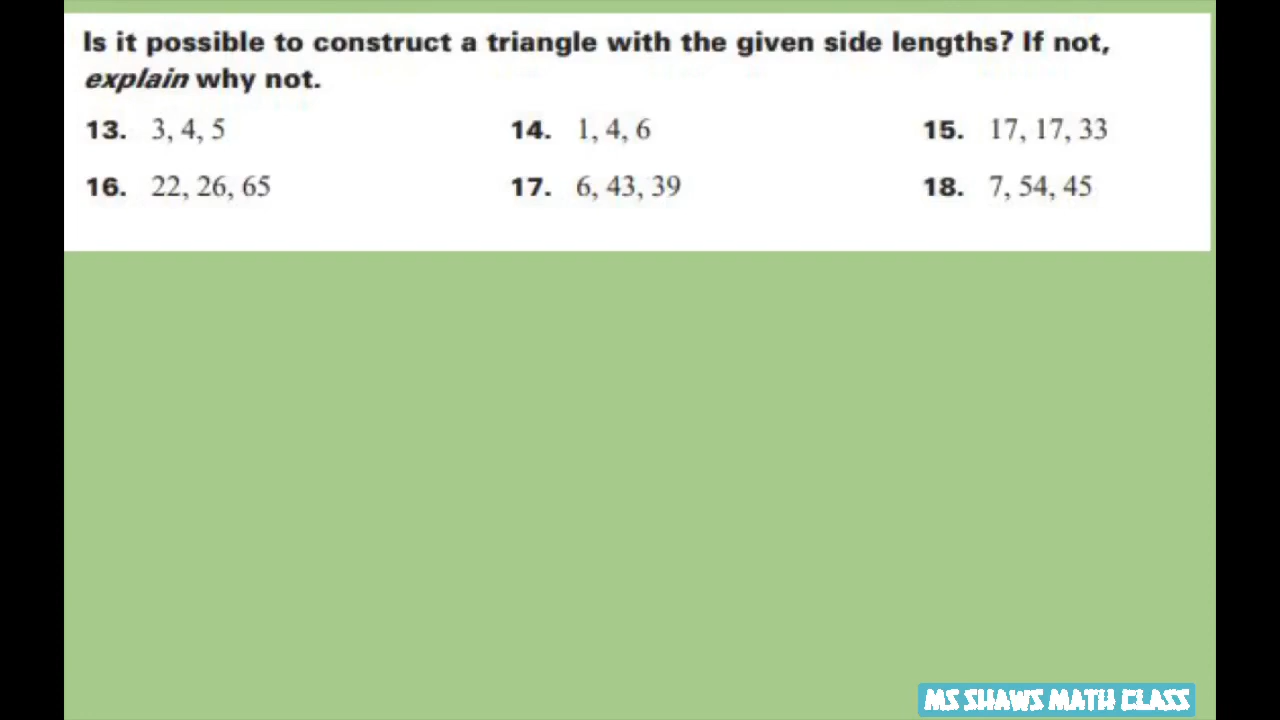 Is it possible to construct a triangle with the given side lengths? If not,
explain why not.
13. 3, 4, 5 14. 1, 4, 6 15. 17, 17, 33
16. 22, 26, 65 17. 6, 43, 39 18. 7, 54, 45
MS SHAWS MATH CLASS